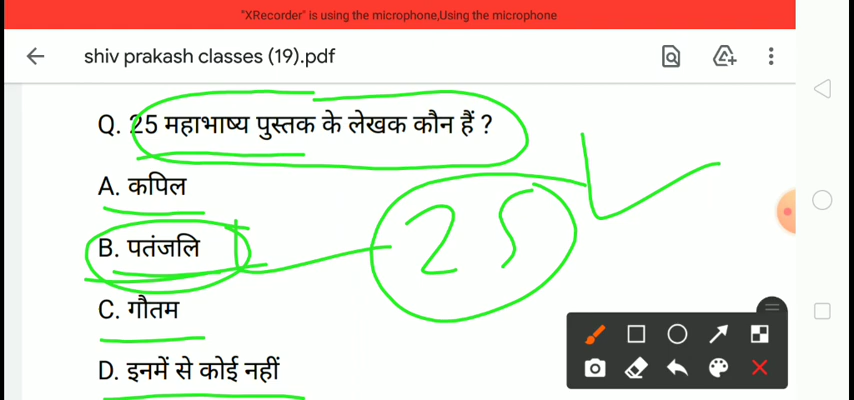 "XRecorder" is using the microphone,Using the microphone
shiv prakash classes (19).pdf
Q. 25 महाभाष्य पुस्तक के लेखक कौन हैं ?
A. कपिल
B. पतंजलि
25
C. गौतम
D. इनमें से कोई नहीं